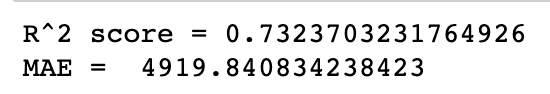 R^2 score = 0.7323703231764926
MAE =  4919.840834238423